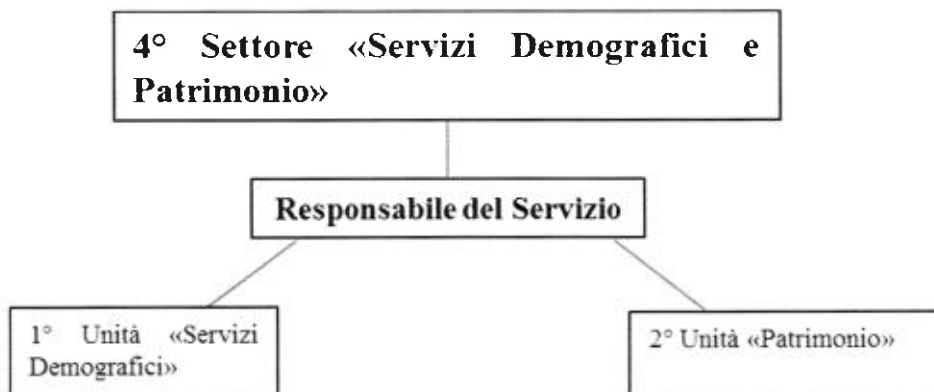 4° Settore «Servizi Demografici e
Patrimonio»
Responsabile del Servizio
1° Unità «Servizi
Demografici»
2° Unità «Patrimonio»